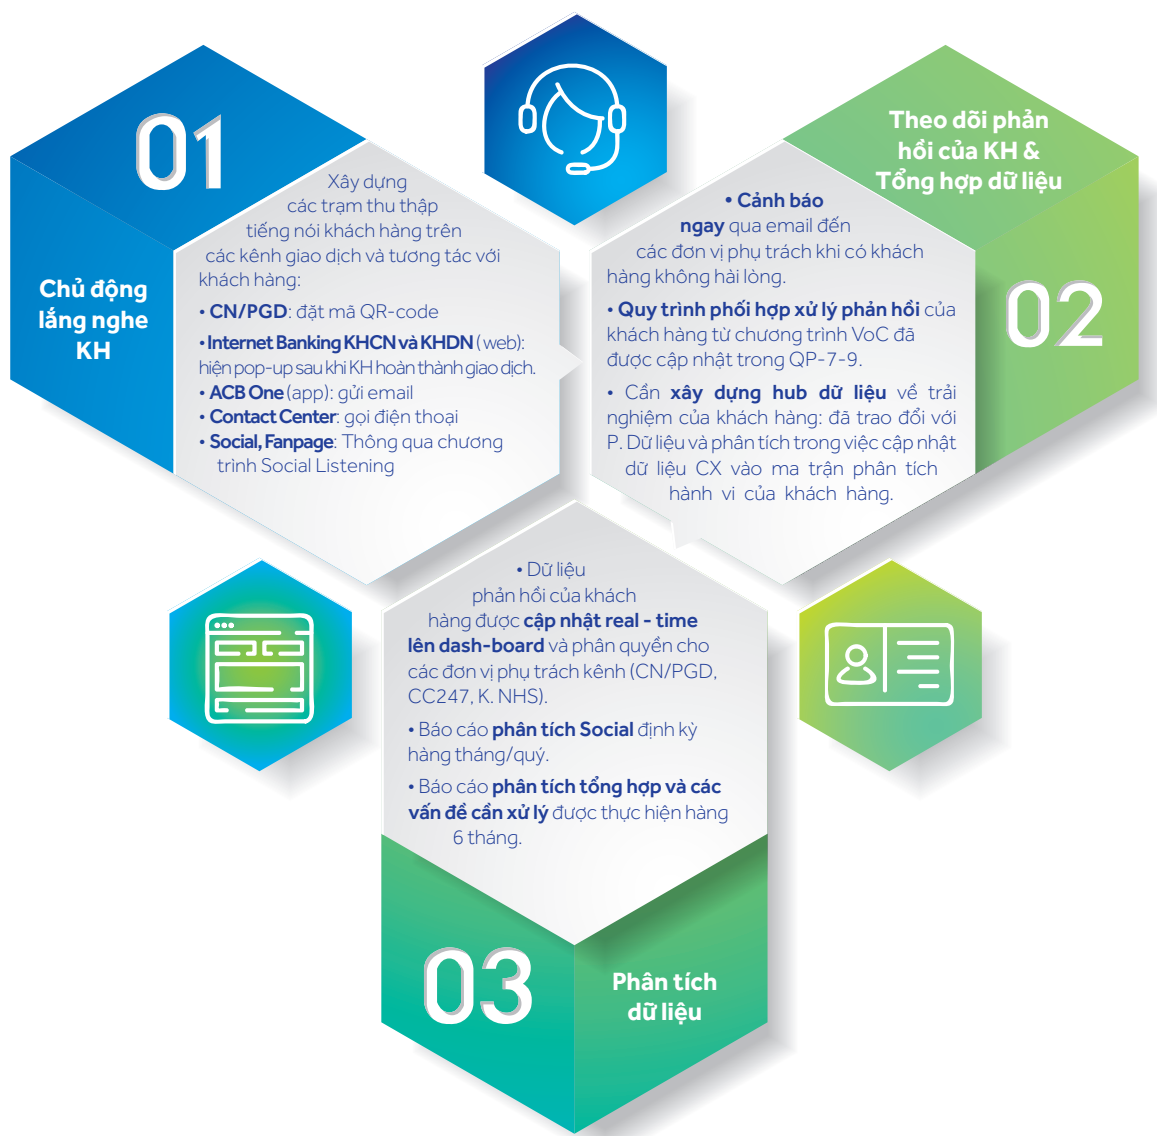 01
Chủ động
lắng nghe
KH
Xây dựng
các trạm thu thập
tiếng nói khách hàng trên
các kênh giao dịch và tương tác với
khách hàng:
• CN/PGD: đặt mã QR-code
• Internet Banking KHCN và KHDN (web):
hiện pop-up sau khi KH hoàn thành giao dịch.
• ACB One (app): gửi email
• Contact Center: gọi điện thoại
• Social, Fanpage: Thông qua chương
trình Social Listening
Theo dõi phản
hồi của KH &
Tổng hợp dữ liệu
02
• Cảnh báo
ngay qua email đến
các đơn vị phụ trách khi có khách
hàng không hài lòng.
• Quy trình phối hợp xử lý phản hồi của
khách hàng từ chương trình VoC đã
được cập nhật trong QP-7-9.
• Cần xây dựng hub dữ liệu về trải
nghiệm của khách hàng: đã trao đổi với
P. Dữ liệu và phân tích trong việc cập nhật
dữ liệu CX vào ma trận phân tích
hành vi của khách hàng.
• Dữ liệu
phản hồi của khách
hàng được cập nhật real - time
lên dash-board và phân quyền cho
các đơn vị phụ trách kênh (CN/PGD,
CC247, K. NHS).
• Báo cáo phân tích Social định kỳ
hàng tháng/quý.
• Báo cáo phân tích tổng hợp và các
vấn đề cần xử lý được thực hiện hàng
6 tháng.
03
Phân tích
dữ liệu